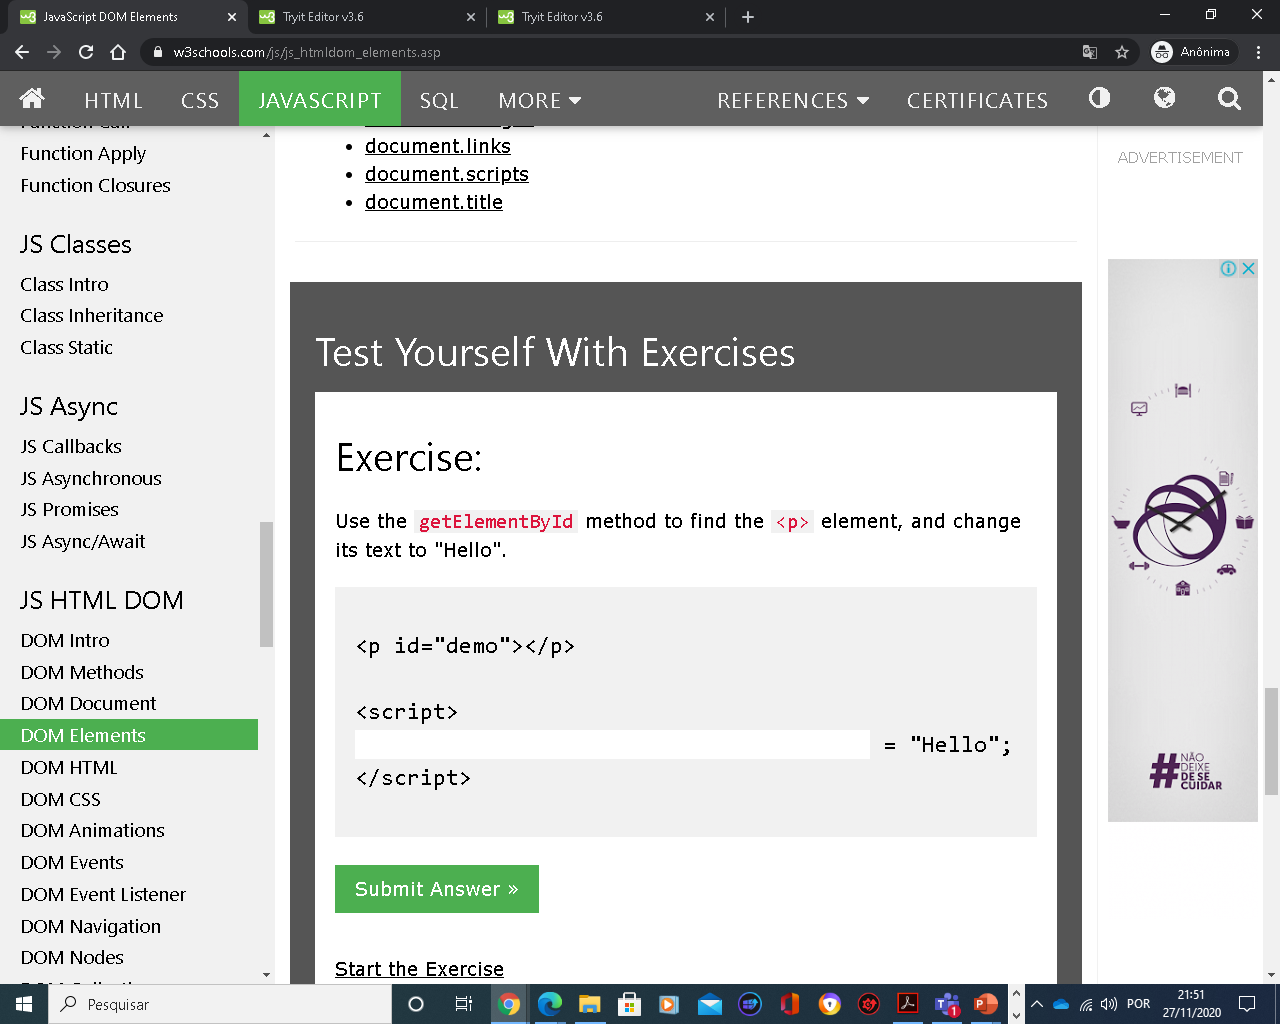 JavaScript DOM Elements
Tryit Editor v3.6
Tryit Editor v3.6
w3schools.com/js/js_htmldom_elements.asp
Anônima
HTML
CSS
JAVASCRIPT
SQL
MORE
REFERENCES
CERTIFICATES
Function Call
Function Apply
Function Closures
JS Classes
Class Intro
Class Inheritance
Class Static
JS Async
JS Callbacks
JS Asynchronous
JS Promises
JS Async/Await
JS HTML DOM
DOM Intro
DOM Methods
DOM Document
DOM Elements
DOM HTML
DOM CSS
DOM Animations
DOM Events
DOM Event Listener
DOM Navigation
DOM Nodes
document.links
document.scripts
document.title
Test Yourself With Exercises
Exercise:
Use the getElementById method to find the <p> element, and change
its text to "Hello".
<p id="demo"></p>
<script>
= "Hello";
</script>
Submit Answer »
Start the Exercise
ADVERTISEMENT
#NÃO
DEIXE
DE SE
CUIDAR
Pesquisar
POR
21:51
27/11/2020